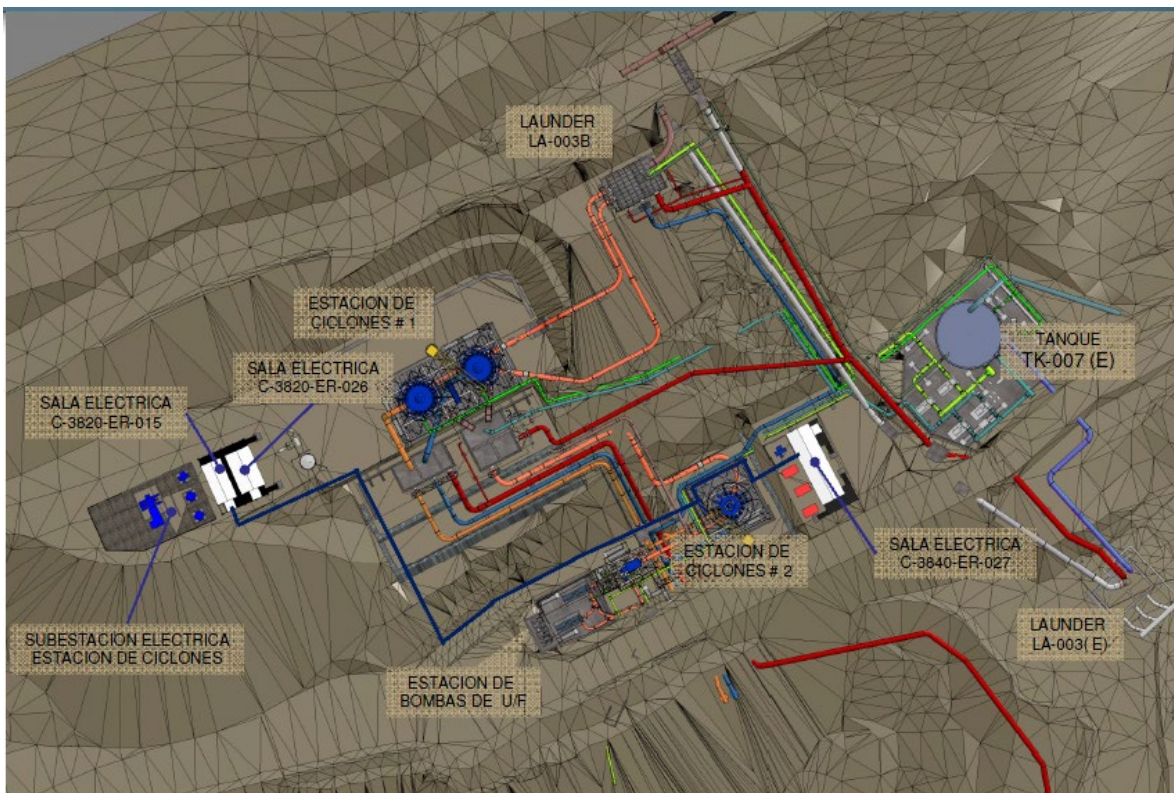 LAUNDER
LA-003B
ESTACION DE
CICLONES # 1
SALA ELECTRICA
C-3820-ER-026
SALA ELECTRICA
C-3820-ER-015
TANQUE
TK-007 (E)
ESTACION DE
CICLONES # 2
SALA ELECTRICA
C-3840-ER-027
SUBESTACION ELECTRICA
ESTACION DE CICLONES
ESTACION DE
BOMBAS DE U/F
LAUNDER
LA-003( E)